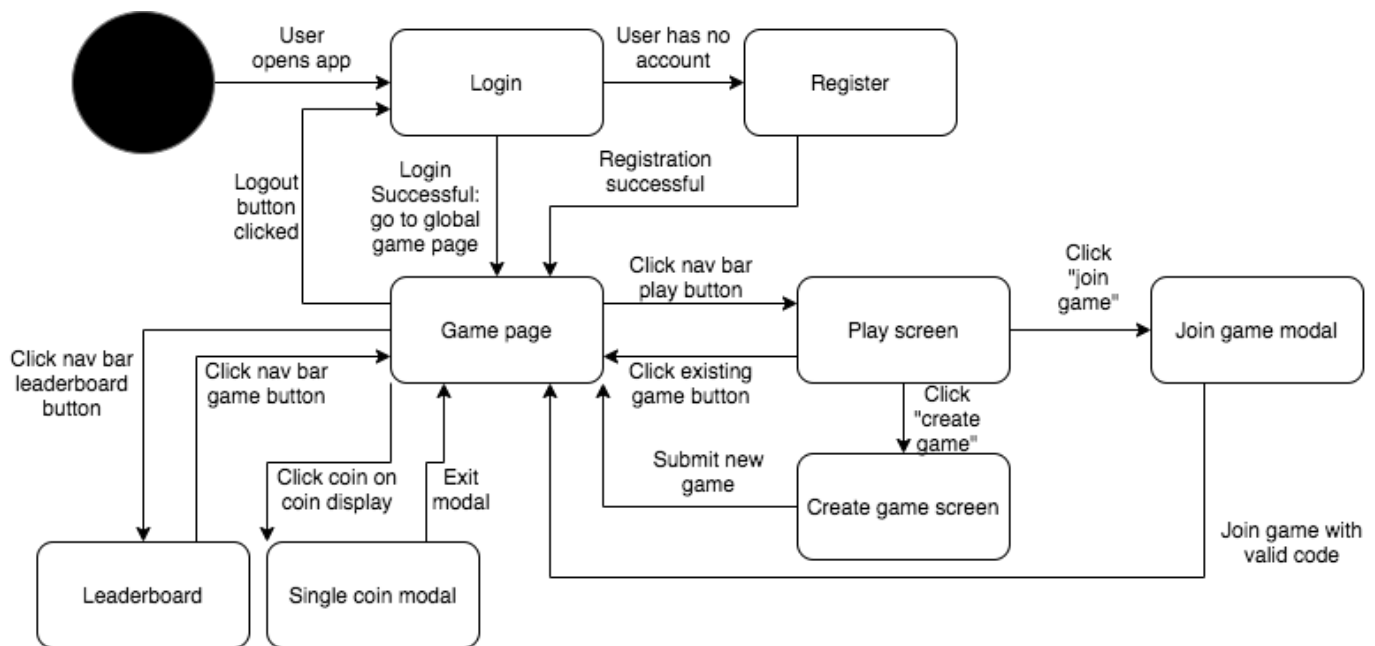 User
opens app
Login
User has no
account
Register
Logout
button
clicked
Login
Successful:
go to global
game page
Registration
successful
Game page
Click nav bar
play button
Play screen
Click
"join
game"
Join game modal
Click nav bar
leaderboard
button
Click nav bar
game button
Click existing
game button
Click
"create
game"
Click coin on
coin display
Exit
modal
Submit new
game
Create game screen
Join game with
valid code
Leaderboard
Single coin modal